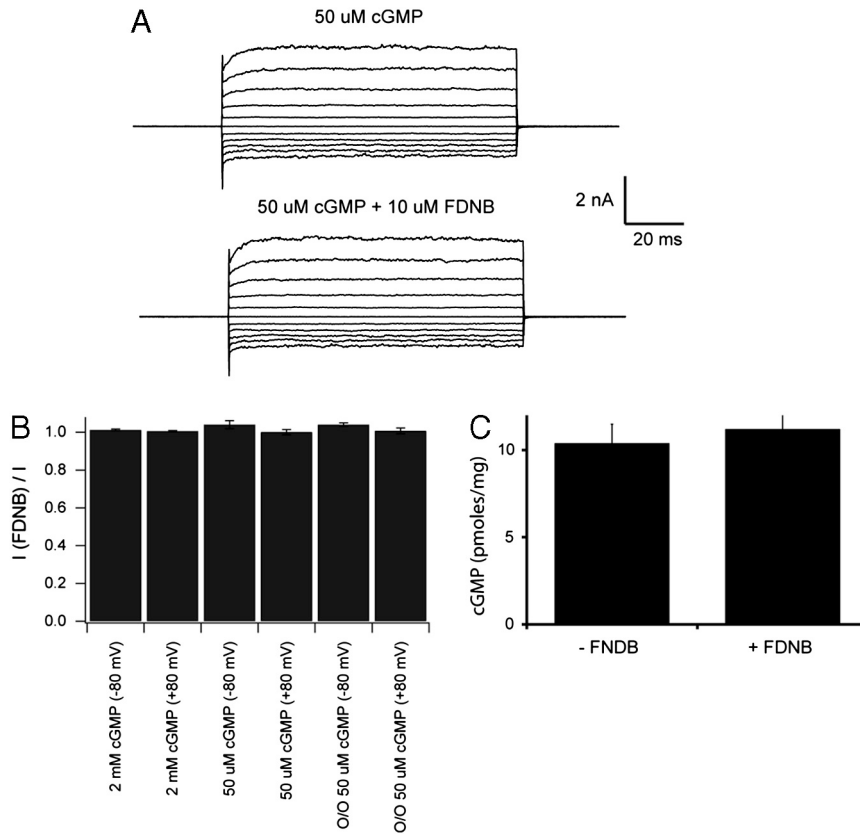 A
50 uM cGMP
50 uM cGMP + 10 uM FDNB
2 nA
20 ms
B
I (FDNB) / I
1.0
0.8
0.6
0.4
0.2
0.0
2 mM cGMP (-80 mV)
2 mM cGMP (+80 mV)
50 uM cGMP (-80 mV)
50 uM cGMP (+80 mV)
O/O 50 uM cGMP (-80 mV)
O/O 50 uM cGMP (+80 mV)
C
cGMP (pmoles/mg)
10
5
0
- FNDB
+ FDNB